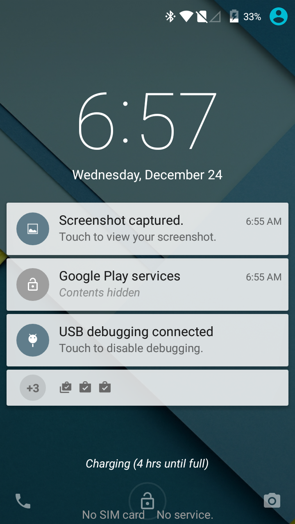 33%
6:57
Wednesday, December 24
Screenshot captured. 6:55 AM
Touch to view your screenshot.
Google Play services 6:55 AM
Contents hidden
USB debugging connected
Touch to disable debugging.
+3
Charging (4 hrs until full)
No SIM card No service.